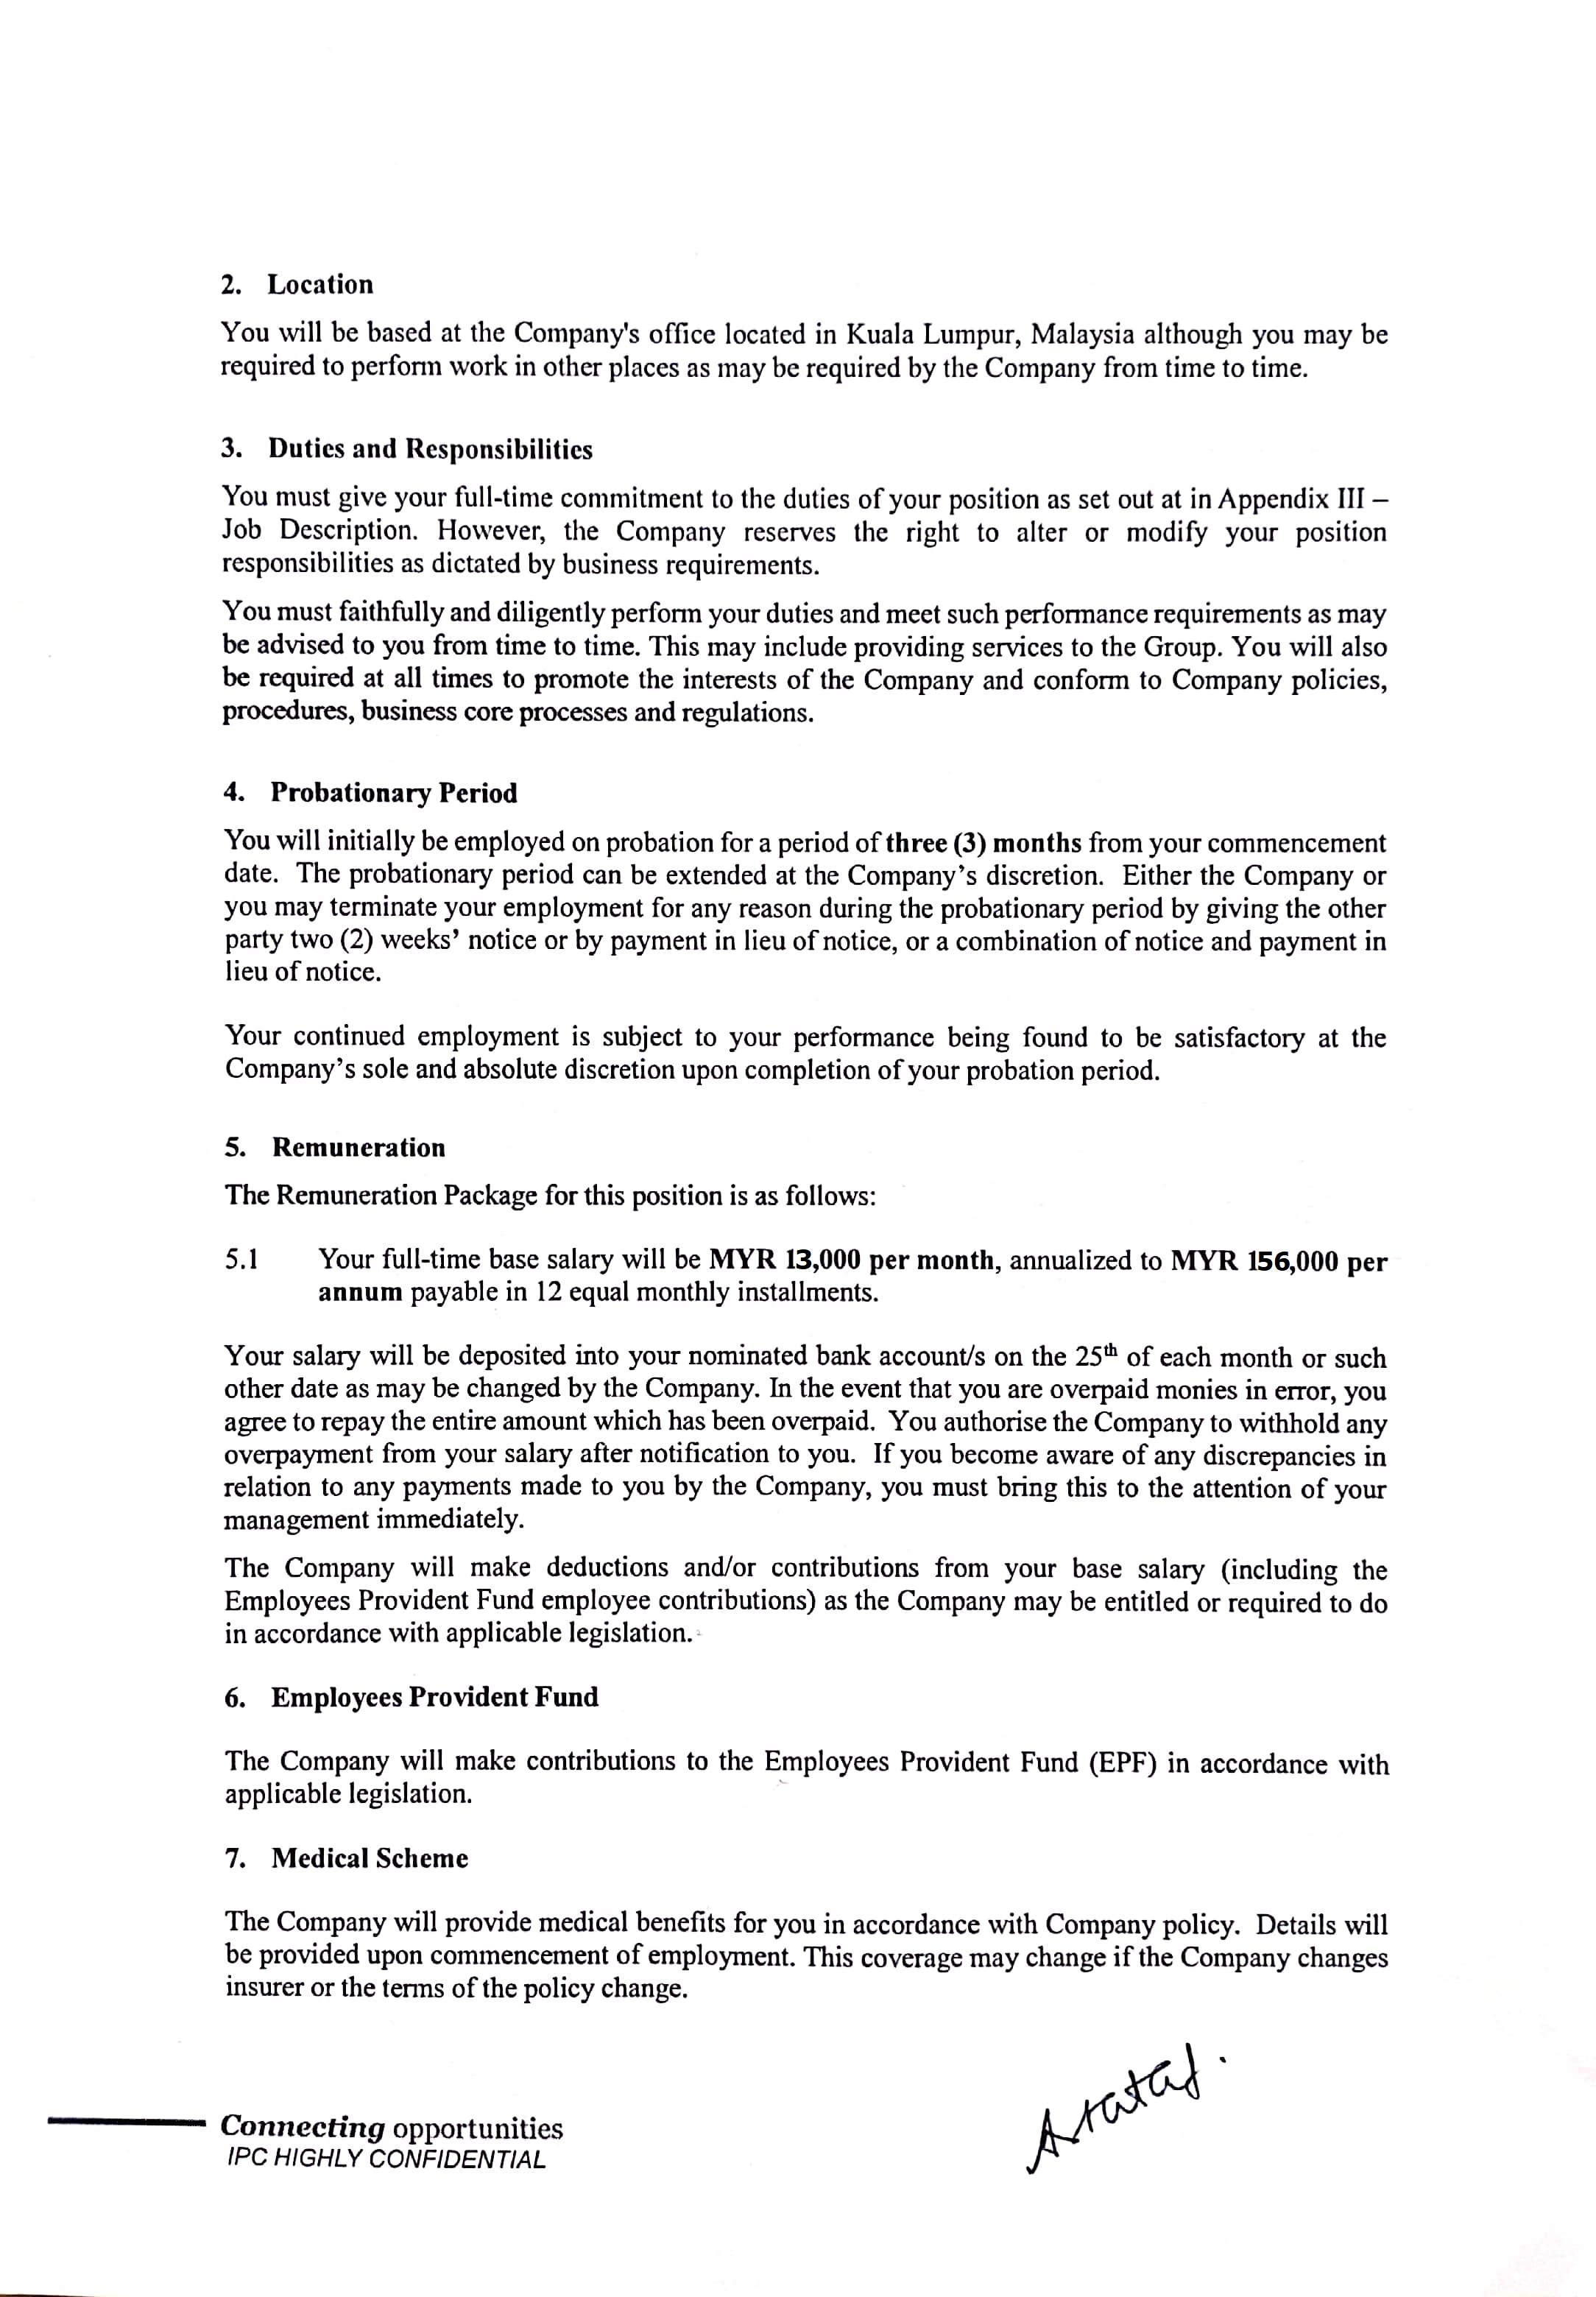 2. Location
You will be based at the Company's office located in Kuala Lumpur, Malaysia although you may be
required to perform work in other places as may be required by the Company from time to time.
3. Duties and Responsibilities
You must give your full-time commitment to the duties of your position as set out at in Appendix III –
Job Description. However, the Company reserves the right to alter or modify your position
responsibilities as dictated by business requirements.
You must faithfully and diligently perform your duties and meet such performance requirements as may
be advised to you from time to time. This may include providing services to the Group. You will also
be required at all times to promote the interests of the Company and conform to Company policies,
procedures, business core processes and regulations.
4. Probationary Period
You will initially be employed on probation for a period of three (3) months from your commencement
date. The probationary period can be extended at the Company’s discretion. Either the Company or
you may terminate your employment for any reason during the probationary period by giving the other
party two (2) weeks’ notice or by payment in lieu of notice, or a combination of notice and payment in
lieu of notice.
Your continued employment is subject to your performance being found to be satisfactory at the
Company’s sole and absolute discretion upon completion of your probation period.
5. Remuneration
The Remuneration Package for this position is as follows:
5.1 Your full-time base salary will be MYR 13,000 per month, annualized to MYR 156,000 per
annum payable in 12 equal monthly installments.
Your salary will be deposited into your nominated bank account/s on the 25th of each month or such
other date as may be changed by the Company. In the event that you are overpaid monies in error, you
agree to repay the entire amount which has been overpaid. You authorise the Company to withhold any
overpayment from your salary after notification to you. If you become aware of any discrepancies in
relation to any payments made to you by the Company, you must bring this to the attention of your
management immediately.
The Company will make deductions and/or contributions from your base salary (including the
Employees Provident Fund employee contributions) as the Company may be entitled or required to do
in accordance with applicable legislation.
6. Employees Provident Fund
The Company will make contributions to the Employees Provident Fund (EPF) in accordance with
applicable legislation.
7. Medical Scheme
The Company will provide medical benefits for you in accordance with Company policy. Details will
be provided upon commencement of employment. This coverage may change if the Company changes
insurer or the terms of the policy change.
Connecting opportunities
IPC HIGHLY CONFIDENTIAL